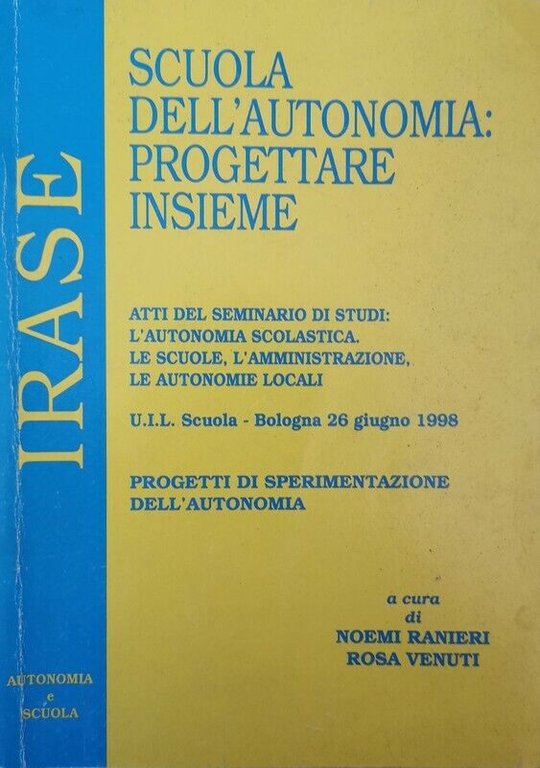 IRASE
SCUOLA
DELL'AUTONOMIA:
PROGETTARE
INSIEME
ATTI DEL SEMINARIO DI STUDI:
L'AUTONOMIA SCOLASTICA.
LE SCUOLE, L'AMMINISTRAZIONE,
LE AUTONOMIE LOCALI
U.I.L. Scuola - Bologna 26 giugno 1998
PROGETTI DI SPERIMENTAZIONE
DELL'AUTONOMIA
a cura
di
NOEMI RANIERI
ROSA VENUTI
AUTONOMIA
e
SCUOLA